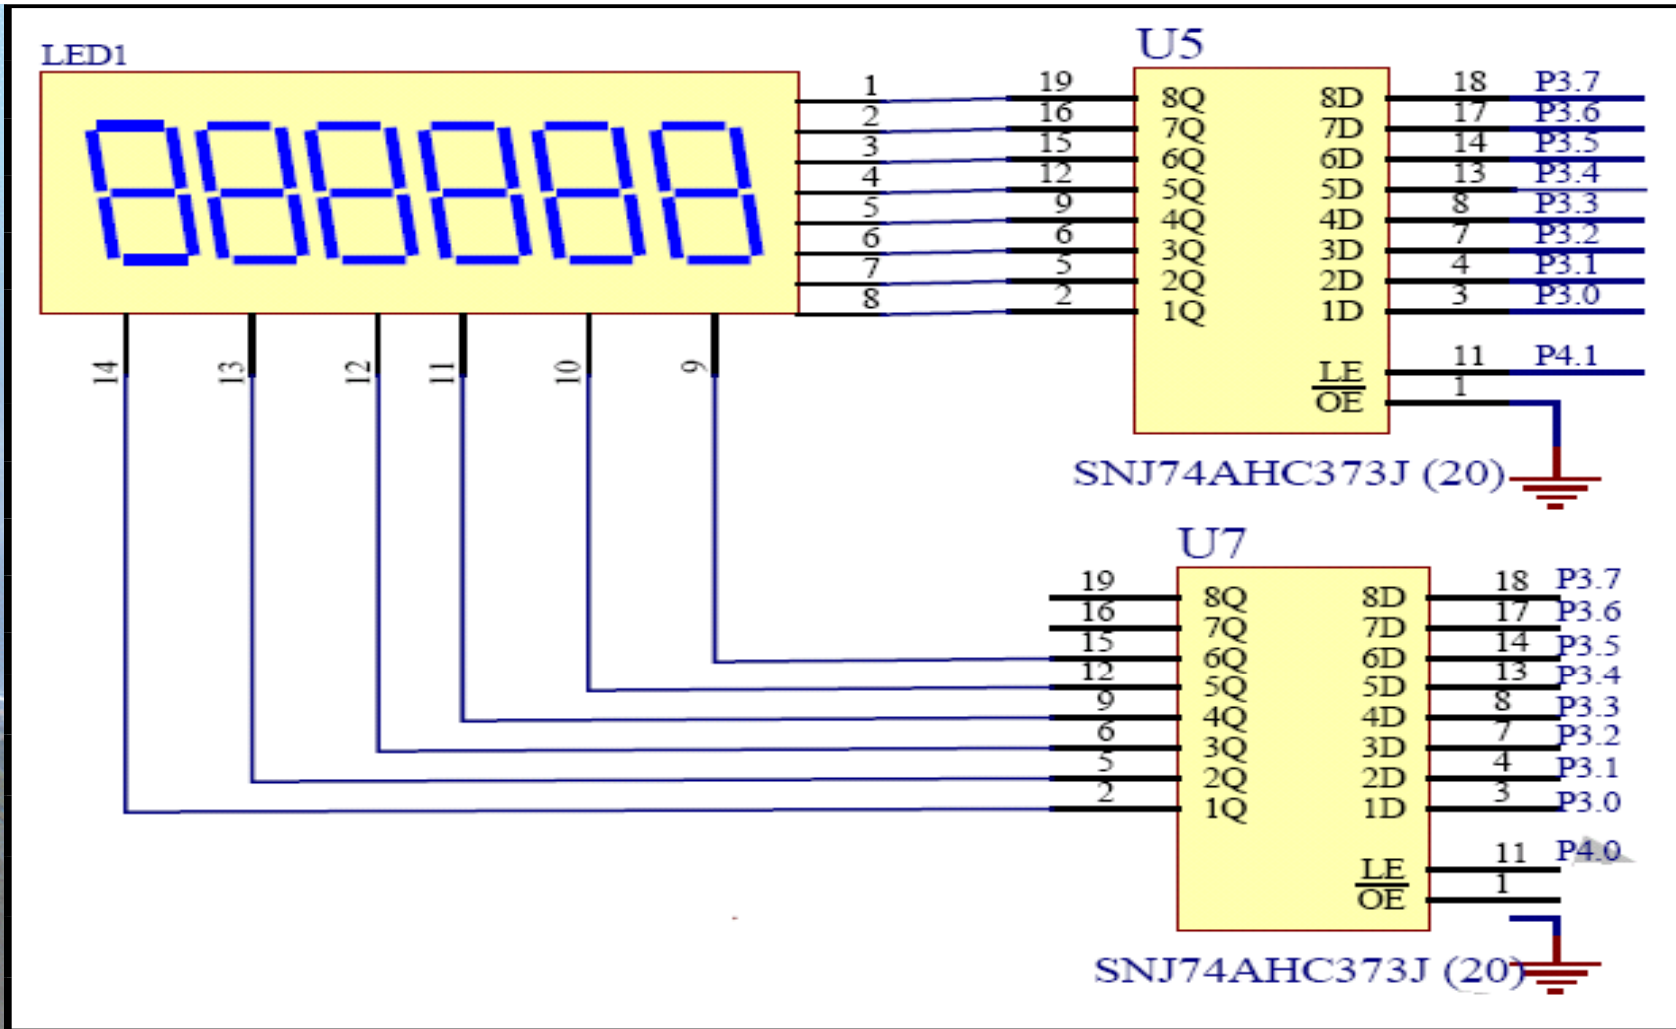 LED1
U5
1 19 8Q 8D 18 P3.7
2 16 7Q 7D 17 P3.6
3 15 6Q 6D 14 P3.5
4 12 5Q 5D 13 P3.4
5 9 4Q 4D 8 P3.3
6 6 3Q 3D 7 P3.2
7 5 2Q 2D 4 P3.1
8 2 1Q 1D 3 P3.0
LE 11 P4.1
OE 1
14 13 12 11 10 9
SNJ74AHC373J (20)
U7
19 8Q 8D 18 P3.7
16 7Q 7D 17 P3.6
15 6Q 6D 14 P3.5
12 5Q 5D 13 P3.4
9 4Q 4D 8 P3.3
6 3Q 3D 7 P3.2
5 2Q 2D 4 P3.1
2 1Q 1D 3 P3.0
LE 11 P4.0
OE 1
SNJ74AHC373J (20)